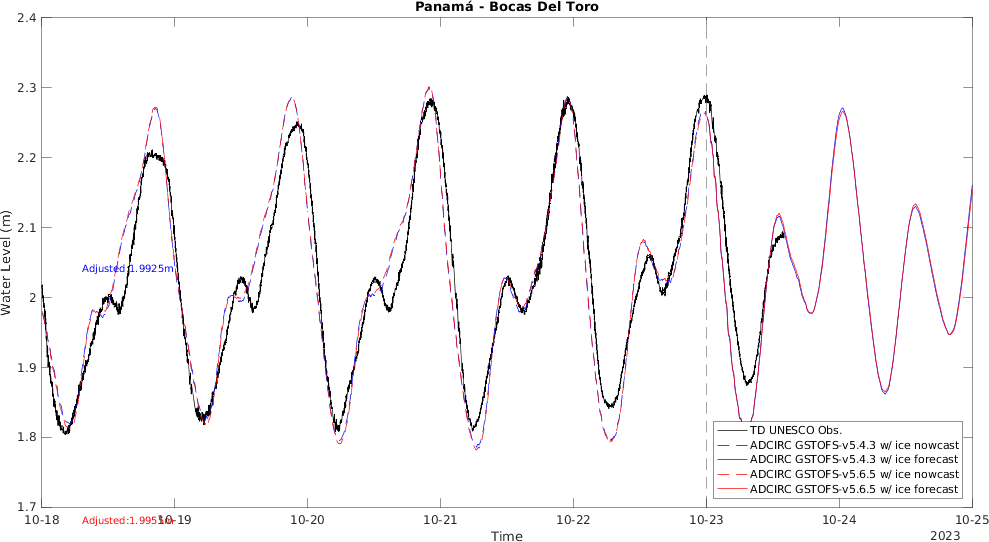 Panamá - Bocas Del Toro
2.4
2.3
2.2
2.1
2
1.9
1.8
1.7
Water Level (m)
Adjusted:1.9925m
Adjusted:1.9955m
TD UNESCO Obs.
ADCIRC GSTOFS-v5.4.3 w/ ice nowcast
ADCIRC GSTOFS-v5.4.3 w/ ice forecast
ADCIRC GSTOFS-v5.6.5 w/ ice nowcast
ADCIRC GSTOFS-v5.6.5 w/ ice forecast
10-18 10-19 10-20 10-21 10-22 10-23 10-24 10-25
Time
2023